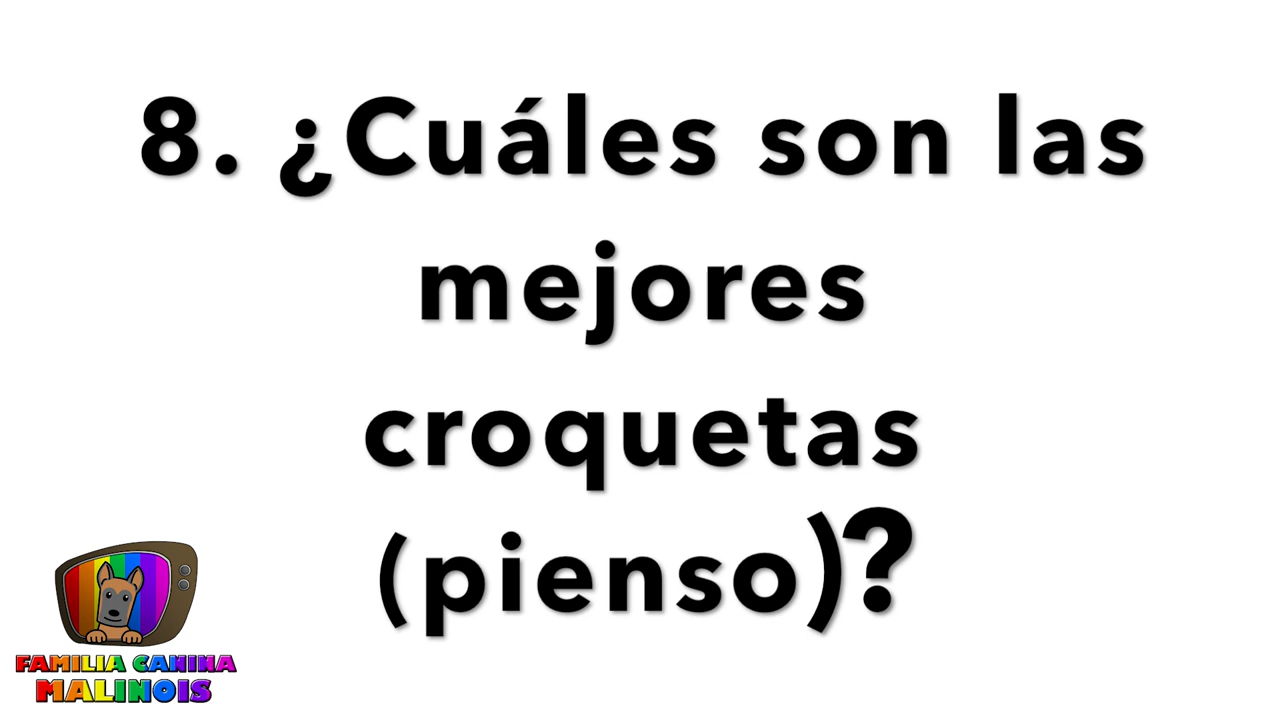 8. ¿Cuáles son las
mejores
croquetas
(pienso)?
FAMILIA CANINA
MALINOIS